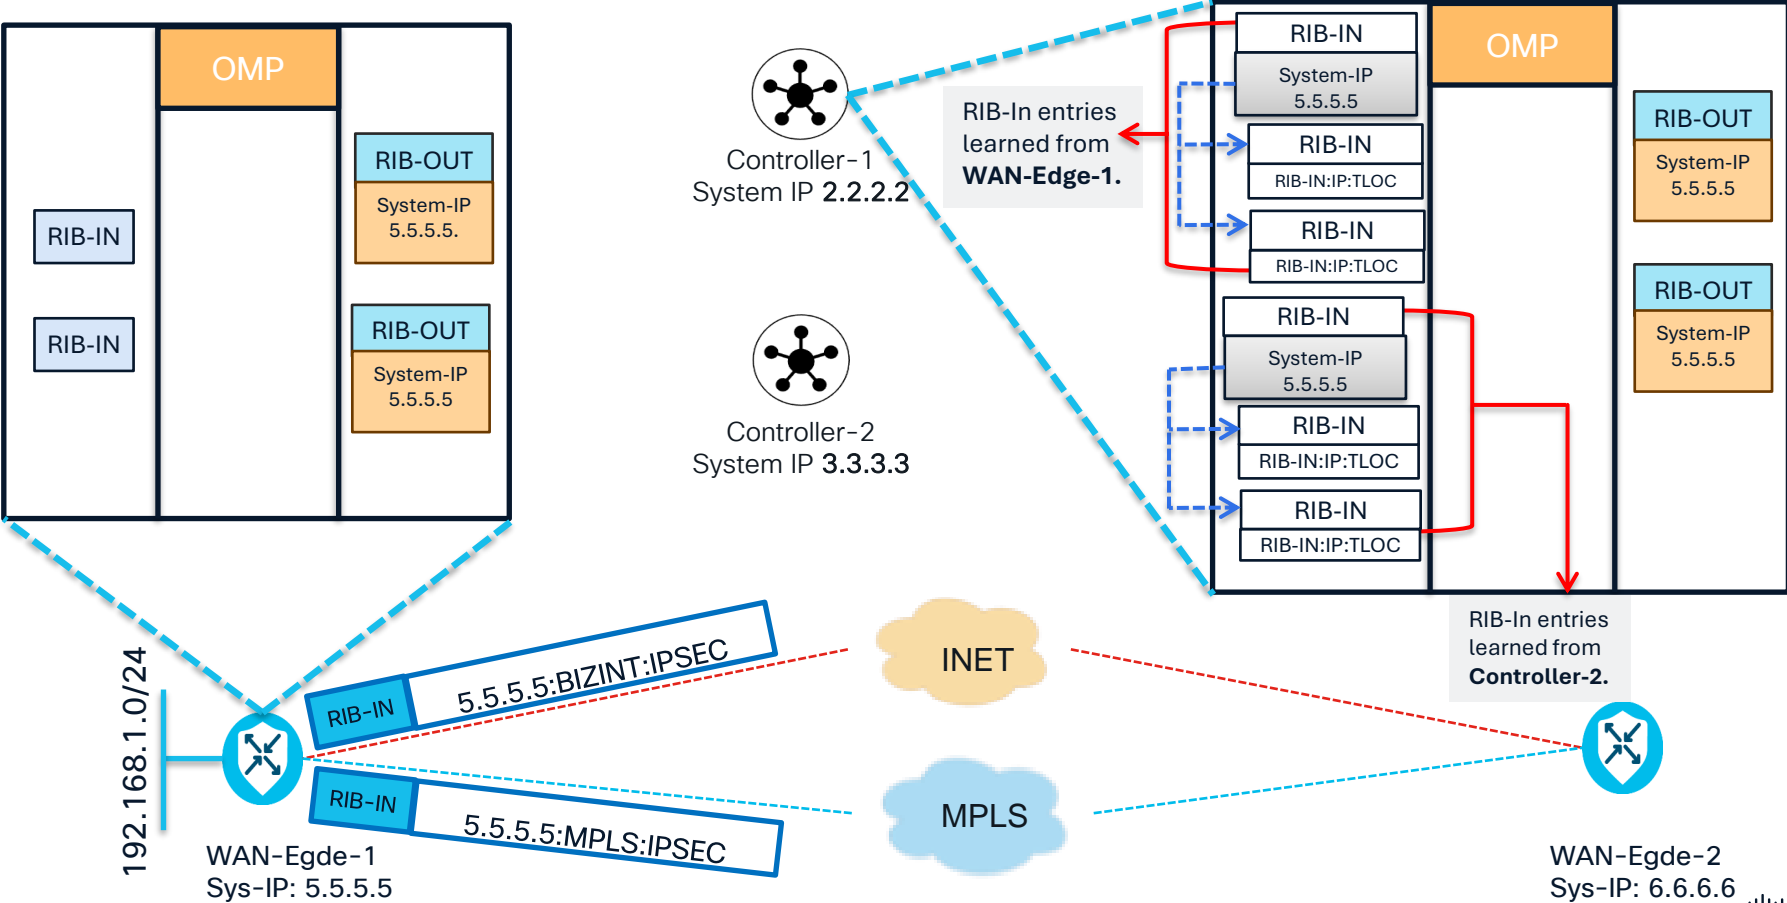 OMP
RIB-IN
RIB-IN
RIB-OUT
System-IP
5.5.5.5.
RIB-OUT
System-IP
5.5.5.5
Controller-1
System IP 2.2.2.2
Controller-2
System IP 3.3.3.3
RIB-In entries
learned from
WAN-Edge-1.
RIB-IN
System-IP
5.5.5.5
RIB-IN
RIB-IN:IP:TLOC
RIB-IN
RIB-IN:IP:TLOC
RIB-IN
System-IP
5.5.5.5
RIB-IN
RIB-IN:IP:TLOC
RIB-IN
RIB-IN:IP:TLOC
OMP
RIB-OUT
System-IP
5.5.5.5
RIB-OUT
System-IP
5.5.5.5
RIB-In entries
learned from
Controller-2.
192.168.1.0/24
RIB-IN
5.5.5.5:BIZINT:IPSEC
RIB-IN
5.5.5.5:MPLS:IPSEC
INET
MPLS
WAN-Egde-1
Sys-IP: 5.5.5.5
WAN-Egde-2
Sys-IP: 6.6.6.6